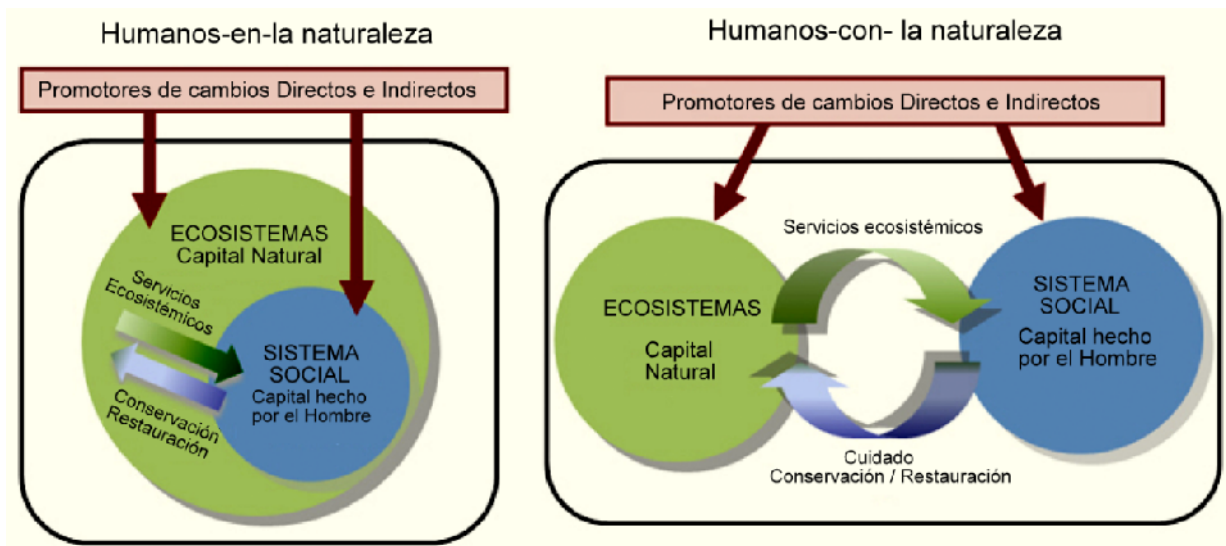 Humanos-en-la naturaleza
Promotores de cambios Directos e Indirectos
ECOSISTEMAS
Capital Natural
Servicios
Ecosistémicos
SISTEMA
SOCIAL
Capital hecho
por el Hombre
Conservación
Restauración
Humanos-con- la naturaleza
Promotores de cambios Directos e Indirectos
Servicios ecosistémicos
ECOSISTEMAS
Capital
Natural
SISTEMA
SOCIAL
Capital hecho
por el Hombre
Cuidado
Conservación / Restauración